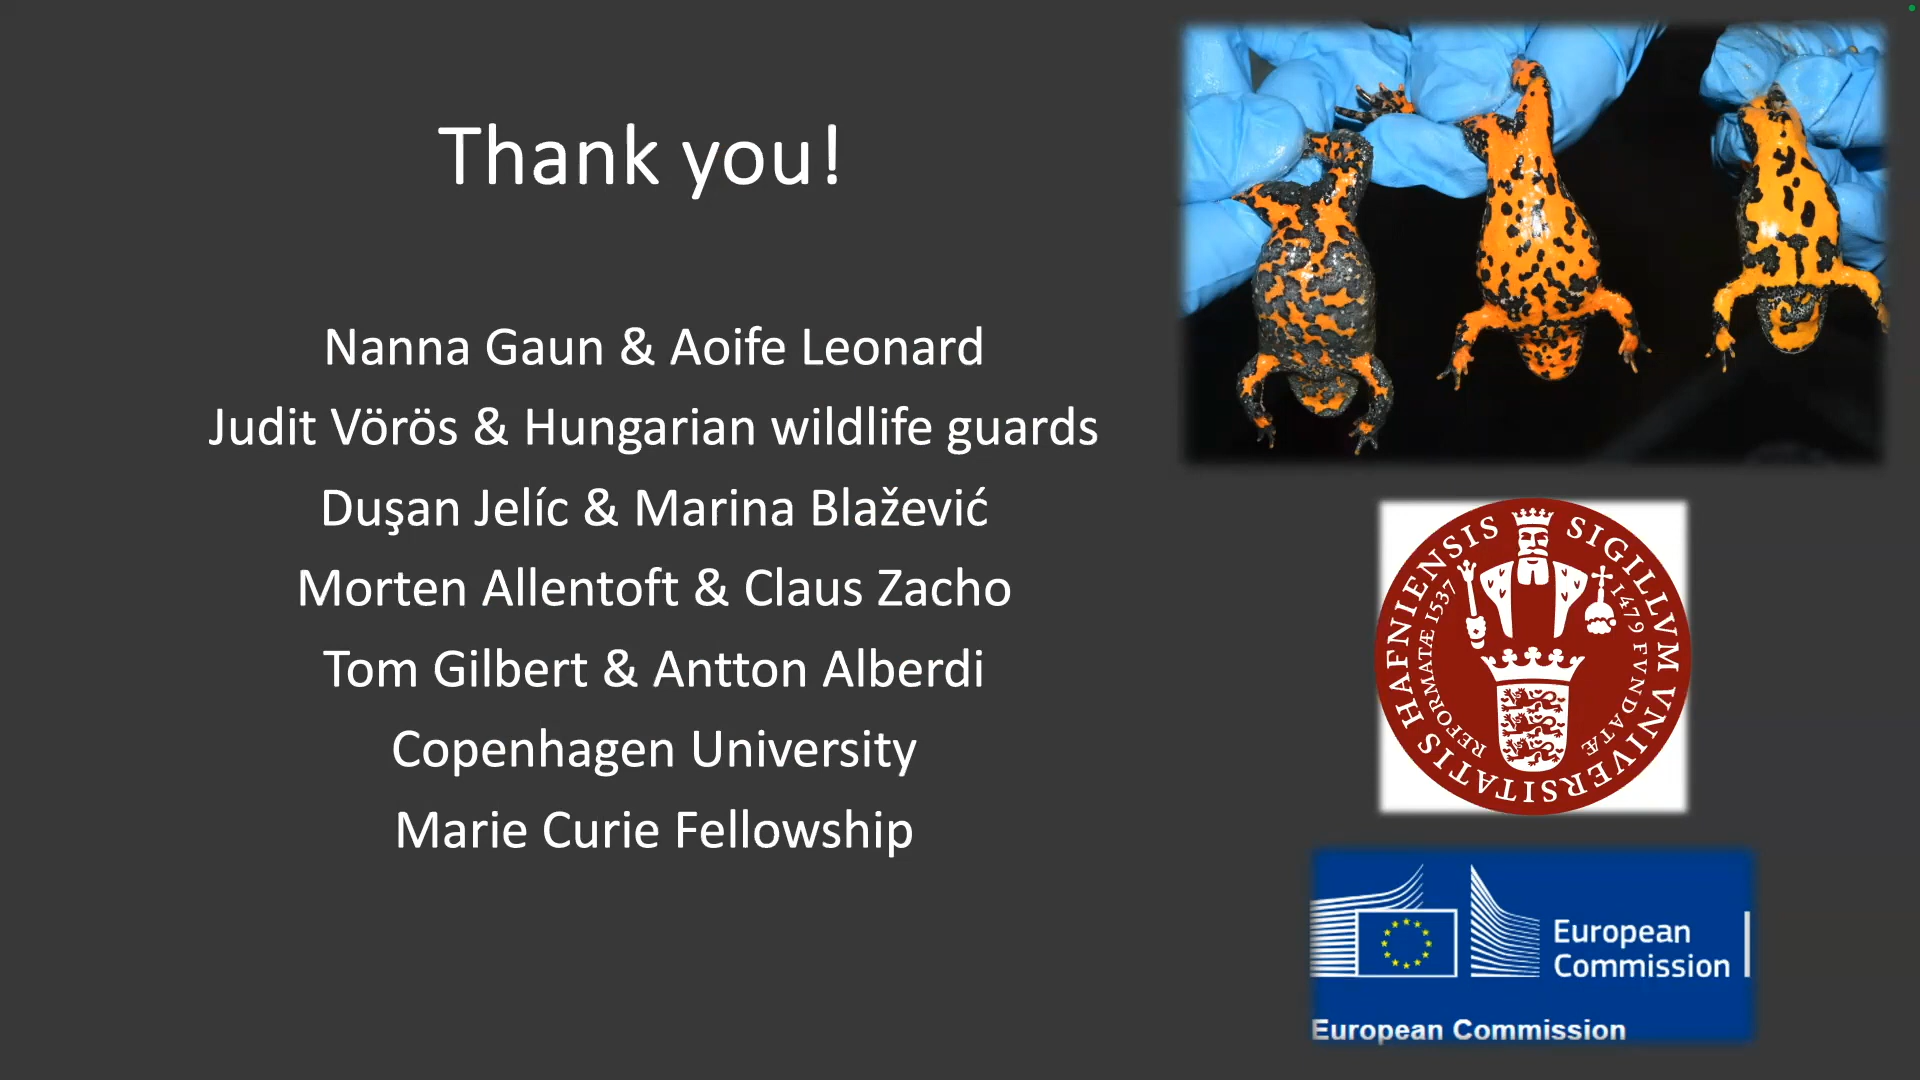 Thank you!
Nanna Gaun & Aoife Leonard
Judit Vörös & Hungarian wildlife guards
Duşan Jelíc & Marina Blažević
Morten Allentoft & Claus Zacho
Tom Gilbert & Antton Alberdi
Copenhagen University
Marie Curie Fellowship
SIGILLVM VNIVERSITATIS HAFNIENSIS
1479 FVNDATÆ
REFORMATÆ 1537
European
Commission
European Commission